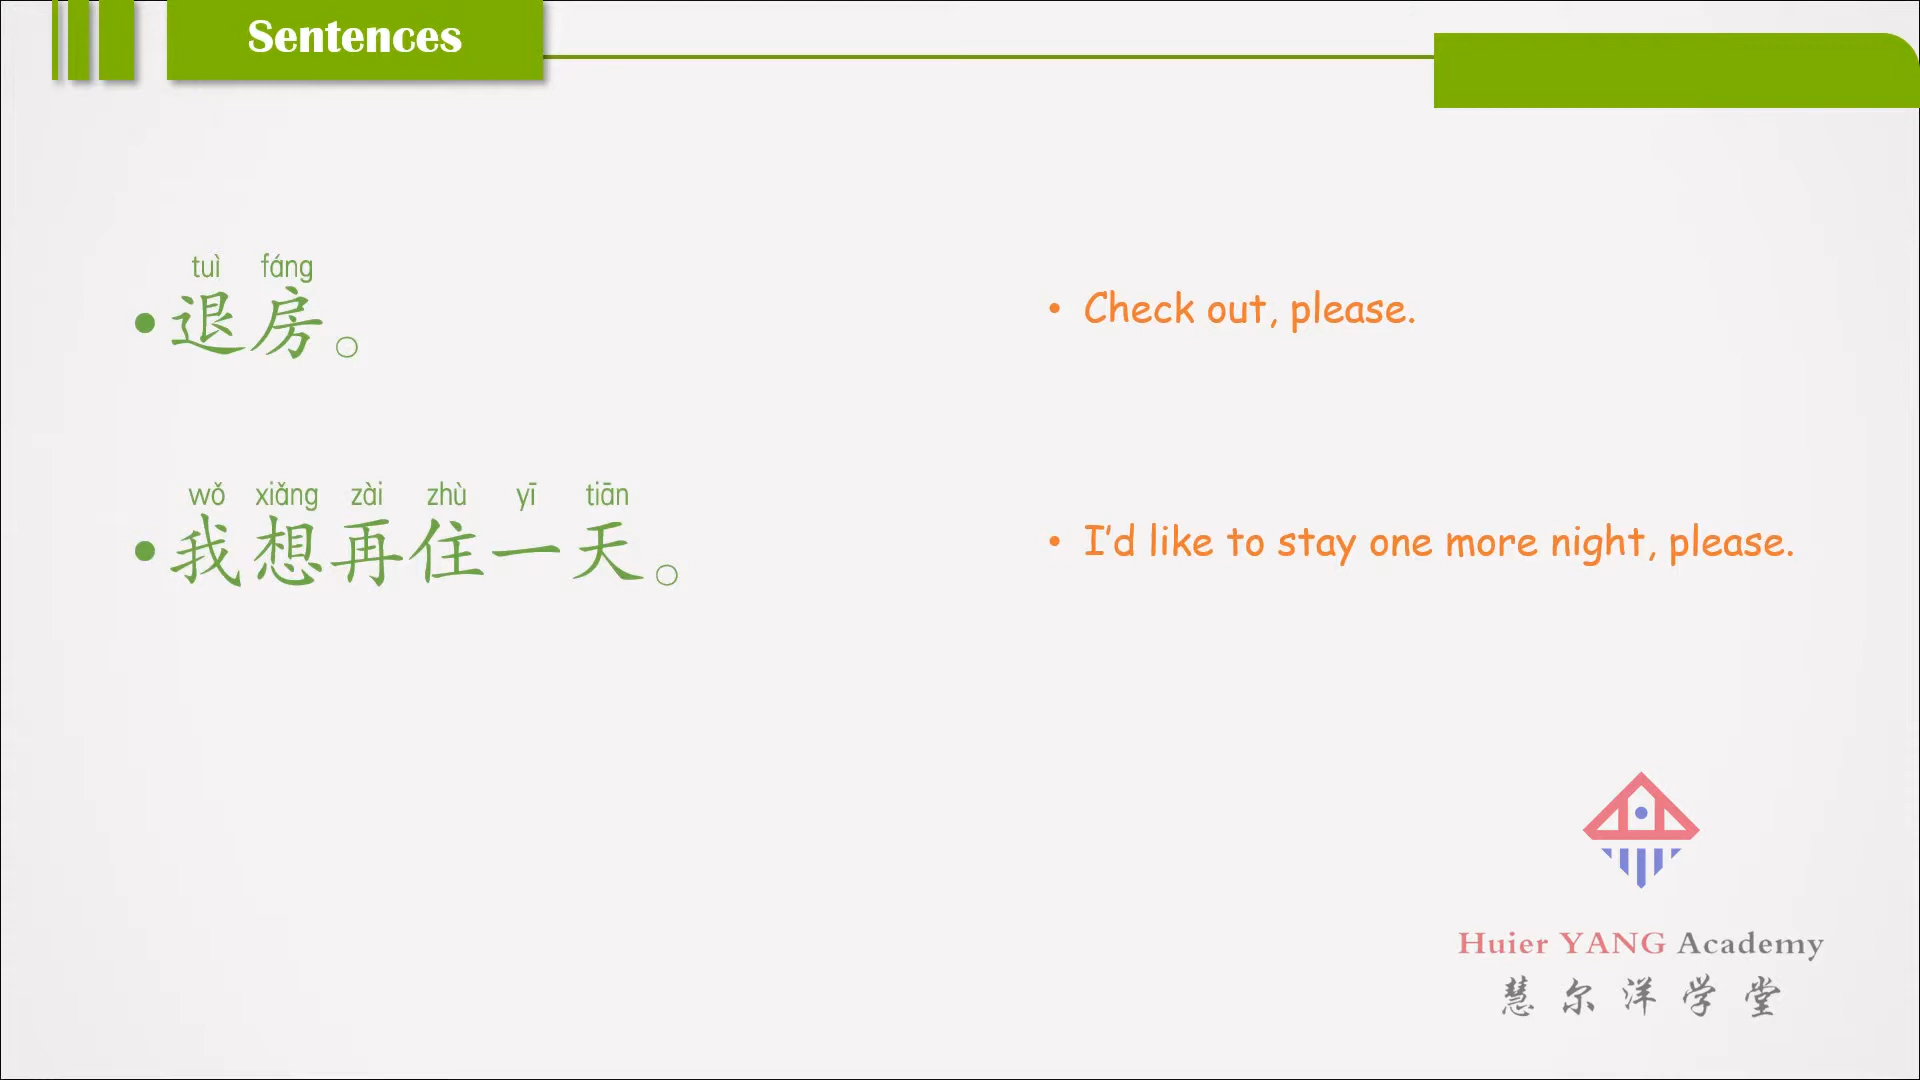 Sentences
tuì fáng
•退房。
• Check out, please.
wǒ xiǎng zài zhù yī tiān
•我想再住一天。
• I'd like to stay one more night, please.
Huier YANG Academy
慧尔洋学堂